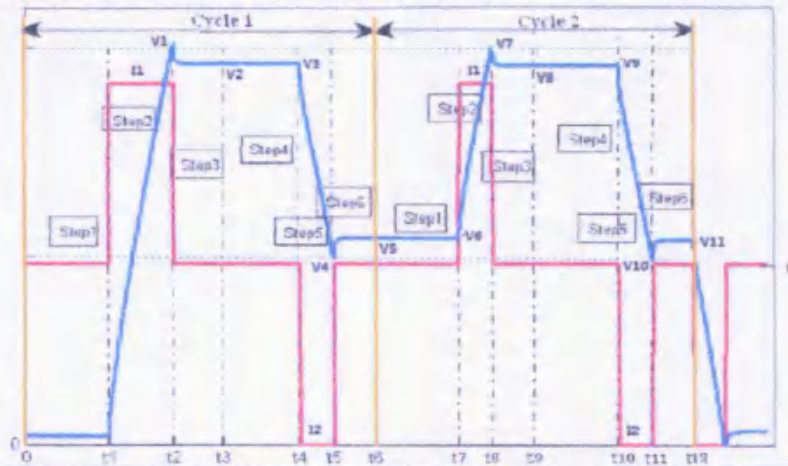 Cycle 1
Cycle 2
V1
V7
I1
V2
V3
I1
V8
V9
Step2
Step2
Step3
Step4
Step3
Step4
Step6
Step6
Step1
Step5
Step1
Step5
V5
V6
V11
V4
V10
I2
I2
0
0
t1
t2
t3
t4
t5
t6
t7
t8
t9
t10
t11
t12